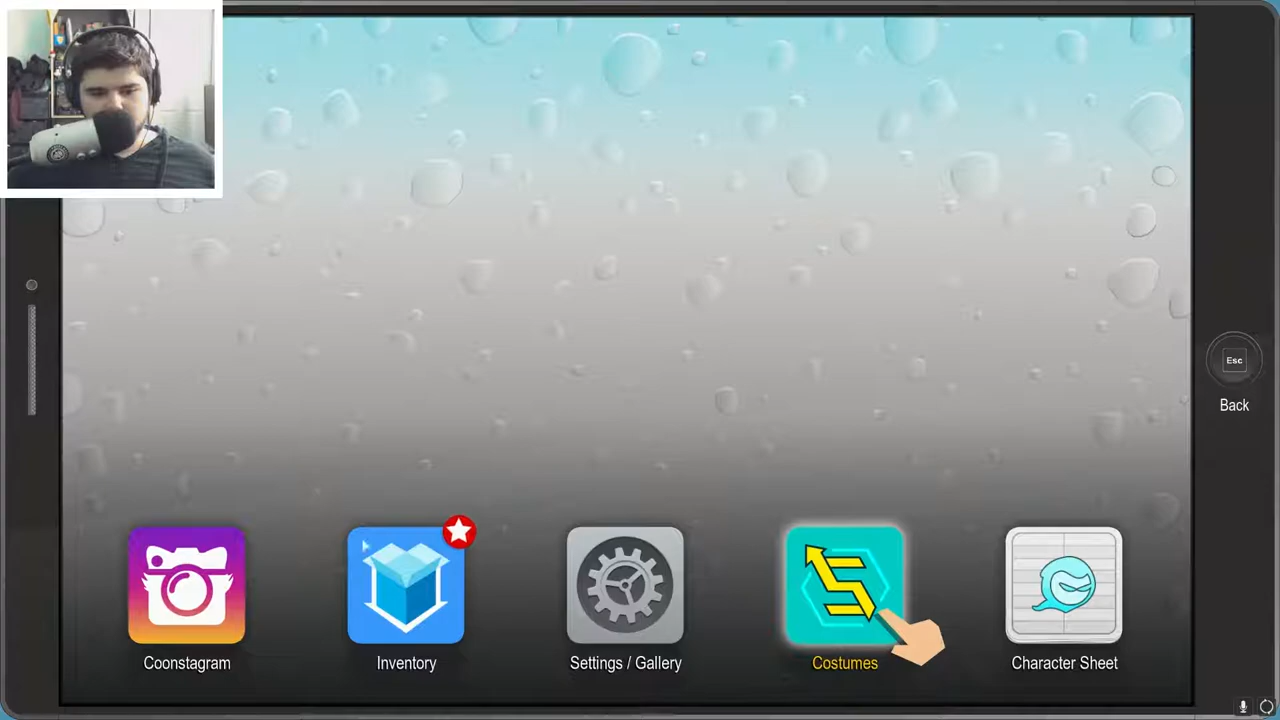 Esc
Back
Coonstagram
Inventory
Settings / Gallery
Costumes
Character Sheet